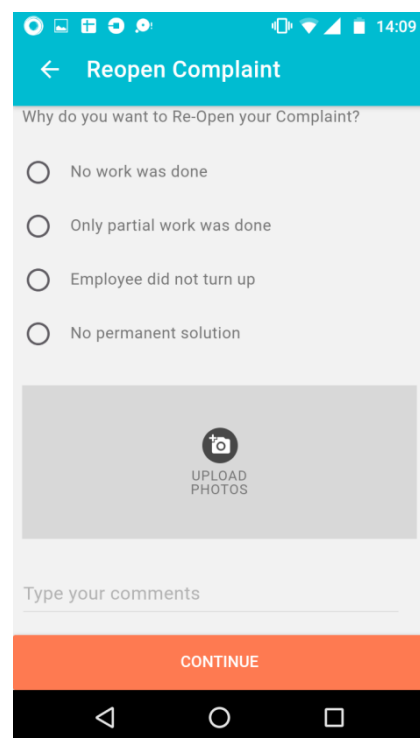 14:09
Reopen Complaint
Why do you want to Re-Open your Complaint?
No work was done
Only partial work was done
Employee did not turn up
No permanent solution
UPLOAD
PHOTOS
Type your comments
CONTINUE